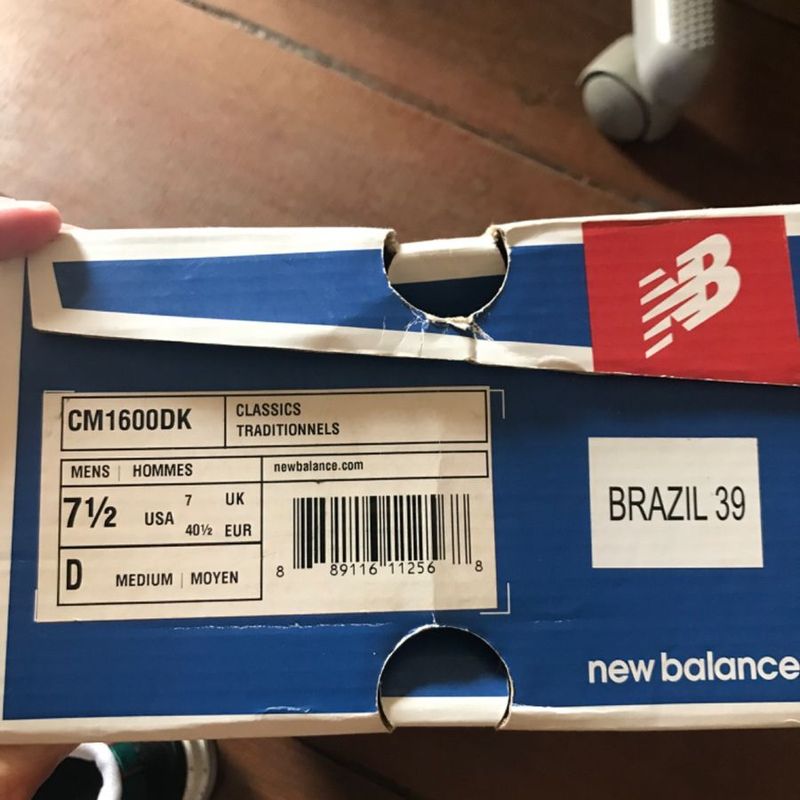 NB
CM1600DK
CLASSICS
TRADITIONNELS
MENS | HOMMES
newbalance.com
7½ USA
7 UK
40½ EUR
D MEDIUM | MOYEN
8 89116 11256 8
BRAZIL 39
new balance